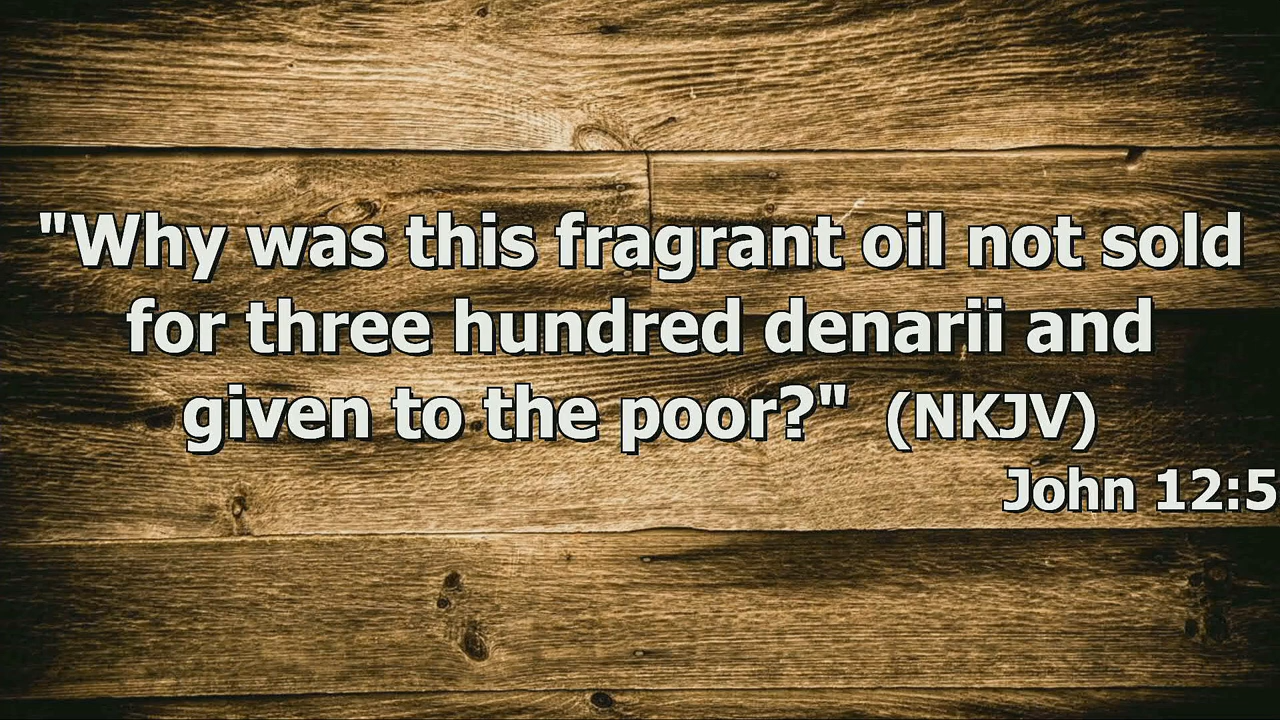 "Why was this fragrant oil not sold
for three hundred denarii and
given to the poor?" (NKJV)
John 12:5